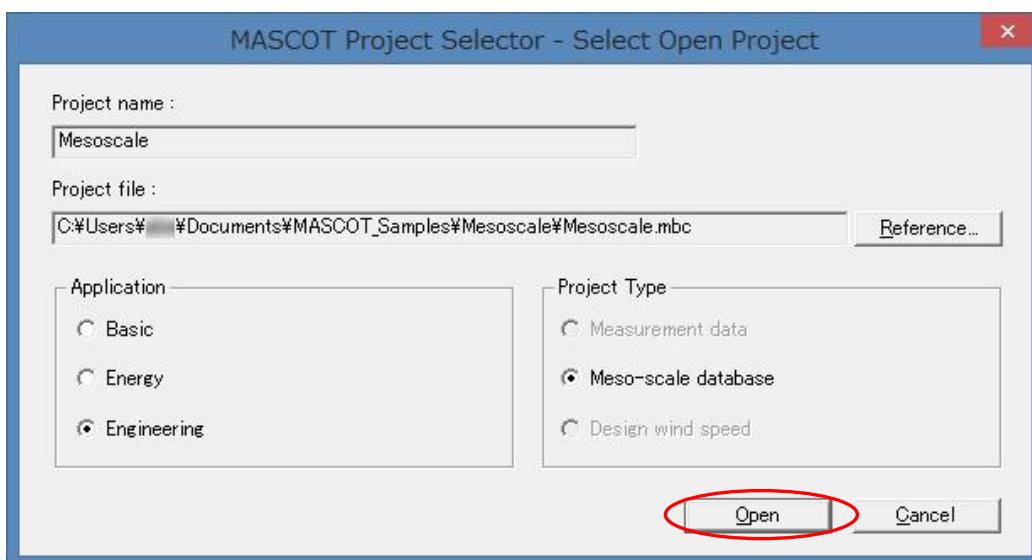 MASCOT Project Selector - Select Open Project
Project name :
Mesoscale
Project file :
C:¥Users¥ ¥Documents¥MASCOT_Samples¥Mesoscale¥Mesoscale.mbc
Reference...
Application
Basic
Energy
Engineering
Project Type
Measurement data
Meso-scale database
Design wind speed
Open
Cancel